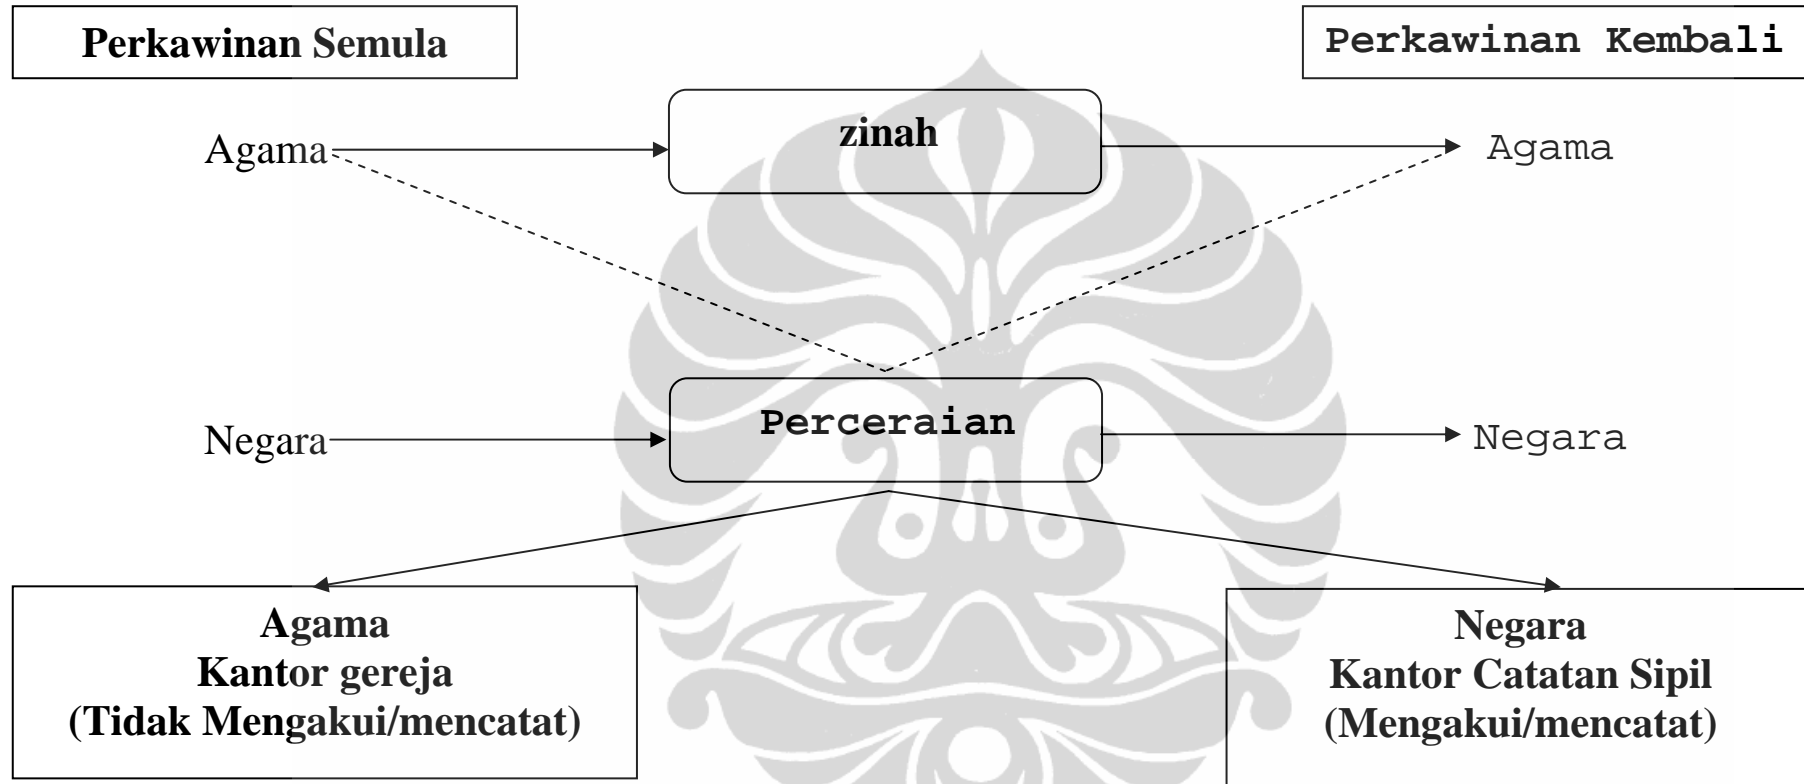 Perkawinan Semula
Perkawinan Kembali
Agama
zinah
Agama
Negara
Perceraian
Negara
Agama
Kantor gereja
(Tidak Mengakui/mencatat)
Negara
Kantor Catatan Sipil
(Mengakui/mencatat)